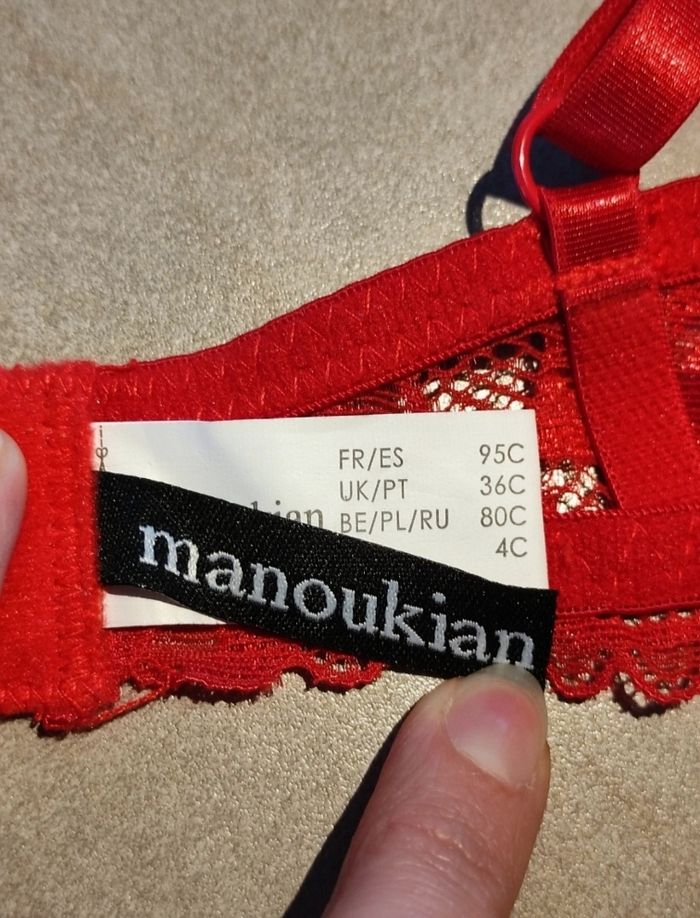 FR/ES 95C
UK/PT 36C
BE/PL/RU 80C
4C
manoukian